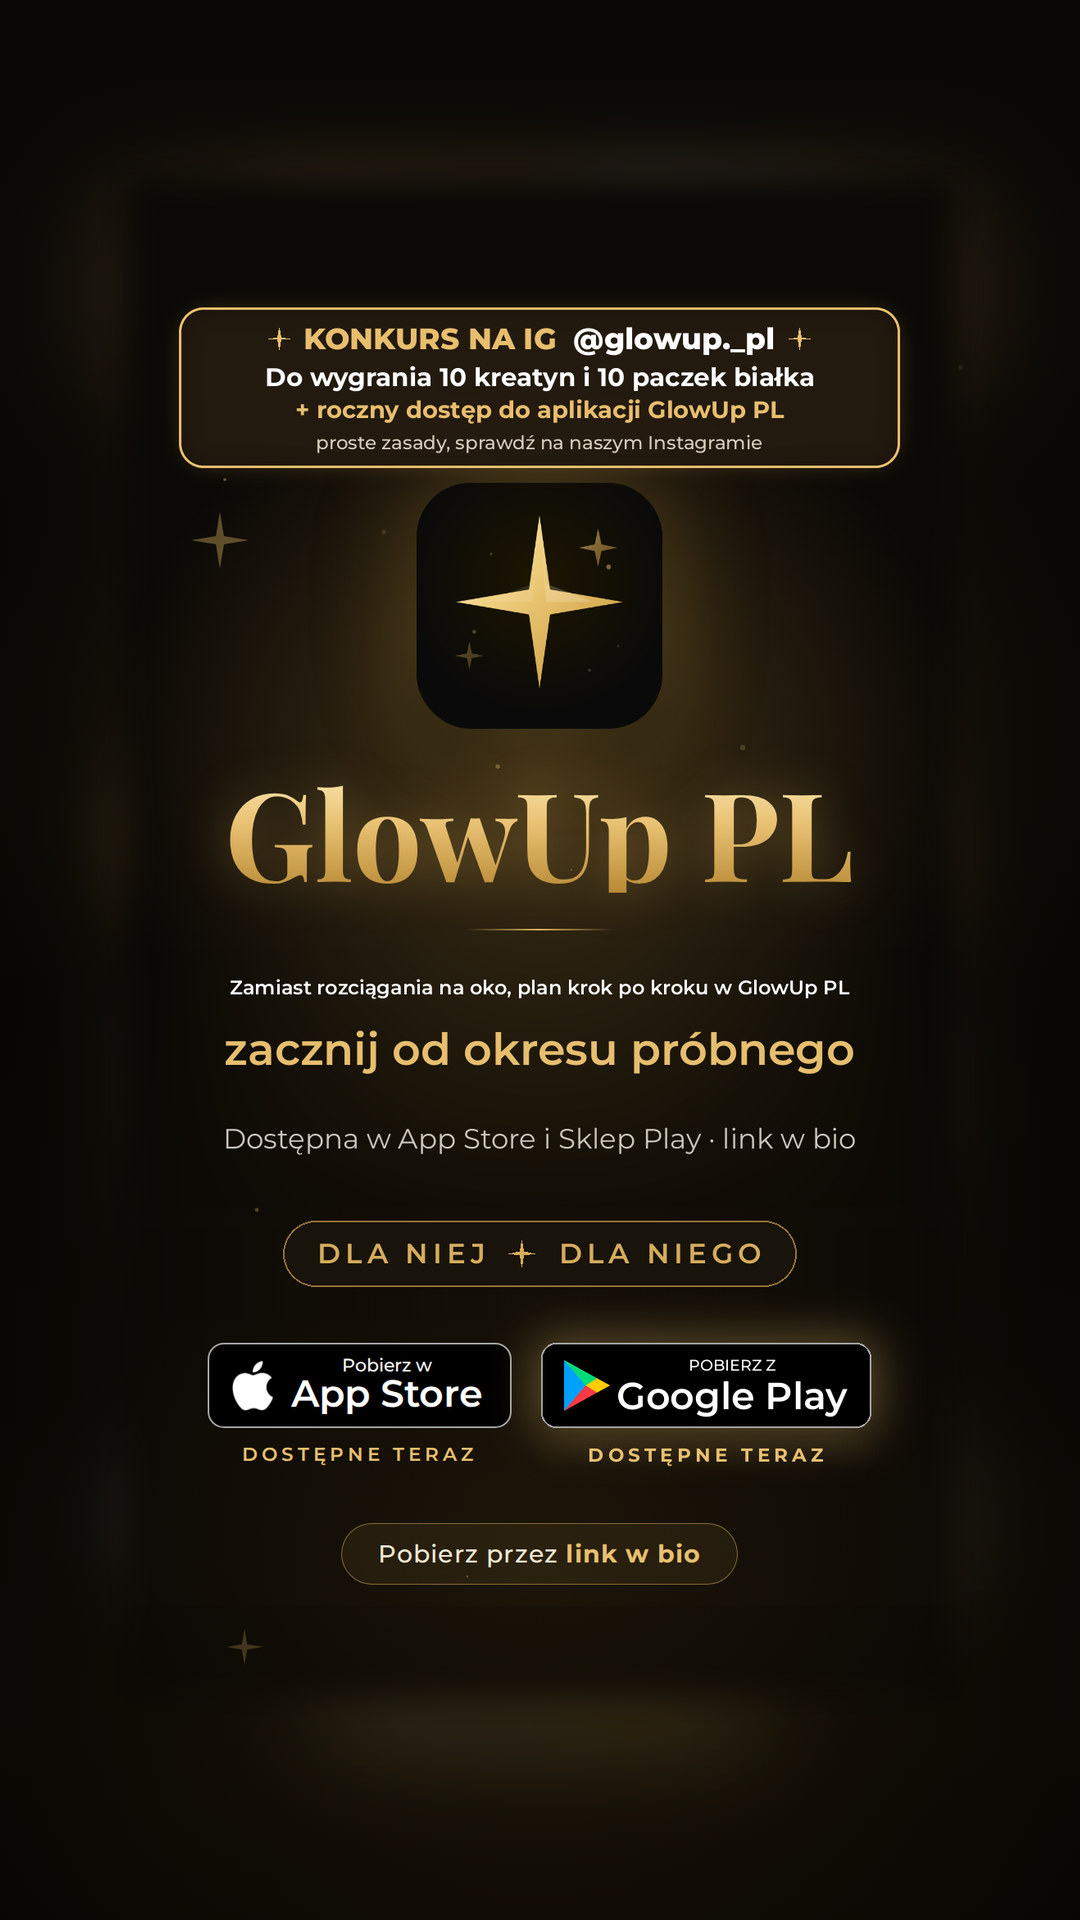 KONKURS NA IG @glowup._pl
Do wygrania 10 kreatyn i 10 paczek białka
+ roczny dostęp do aplikacji GlowUp PL
proste zasady, sprawdź na naszym Instagramie
GlowUp PL
Zamiast rozciągania na oko, plan krok po kroku w GlowUp PL
zacznij od okresu próbnego
Dostępna w App Store i Sklep Play · link w bio
DLA NIEJ DLA NIEGO
Pobierz w
App Store
POBIERZ Z
Google Play
DOSTĘPNE TERAZ
DOSTĘPNE TERAZ
Pobierz przez link w bio